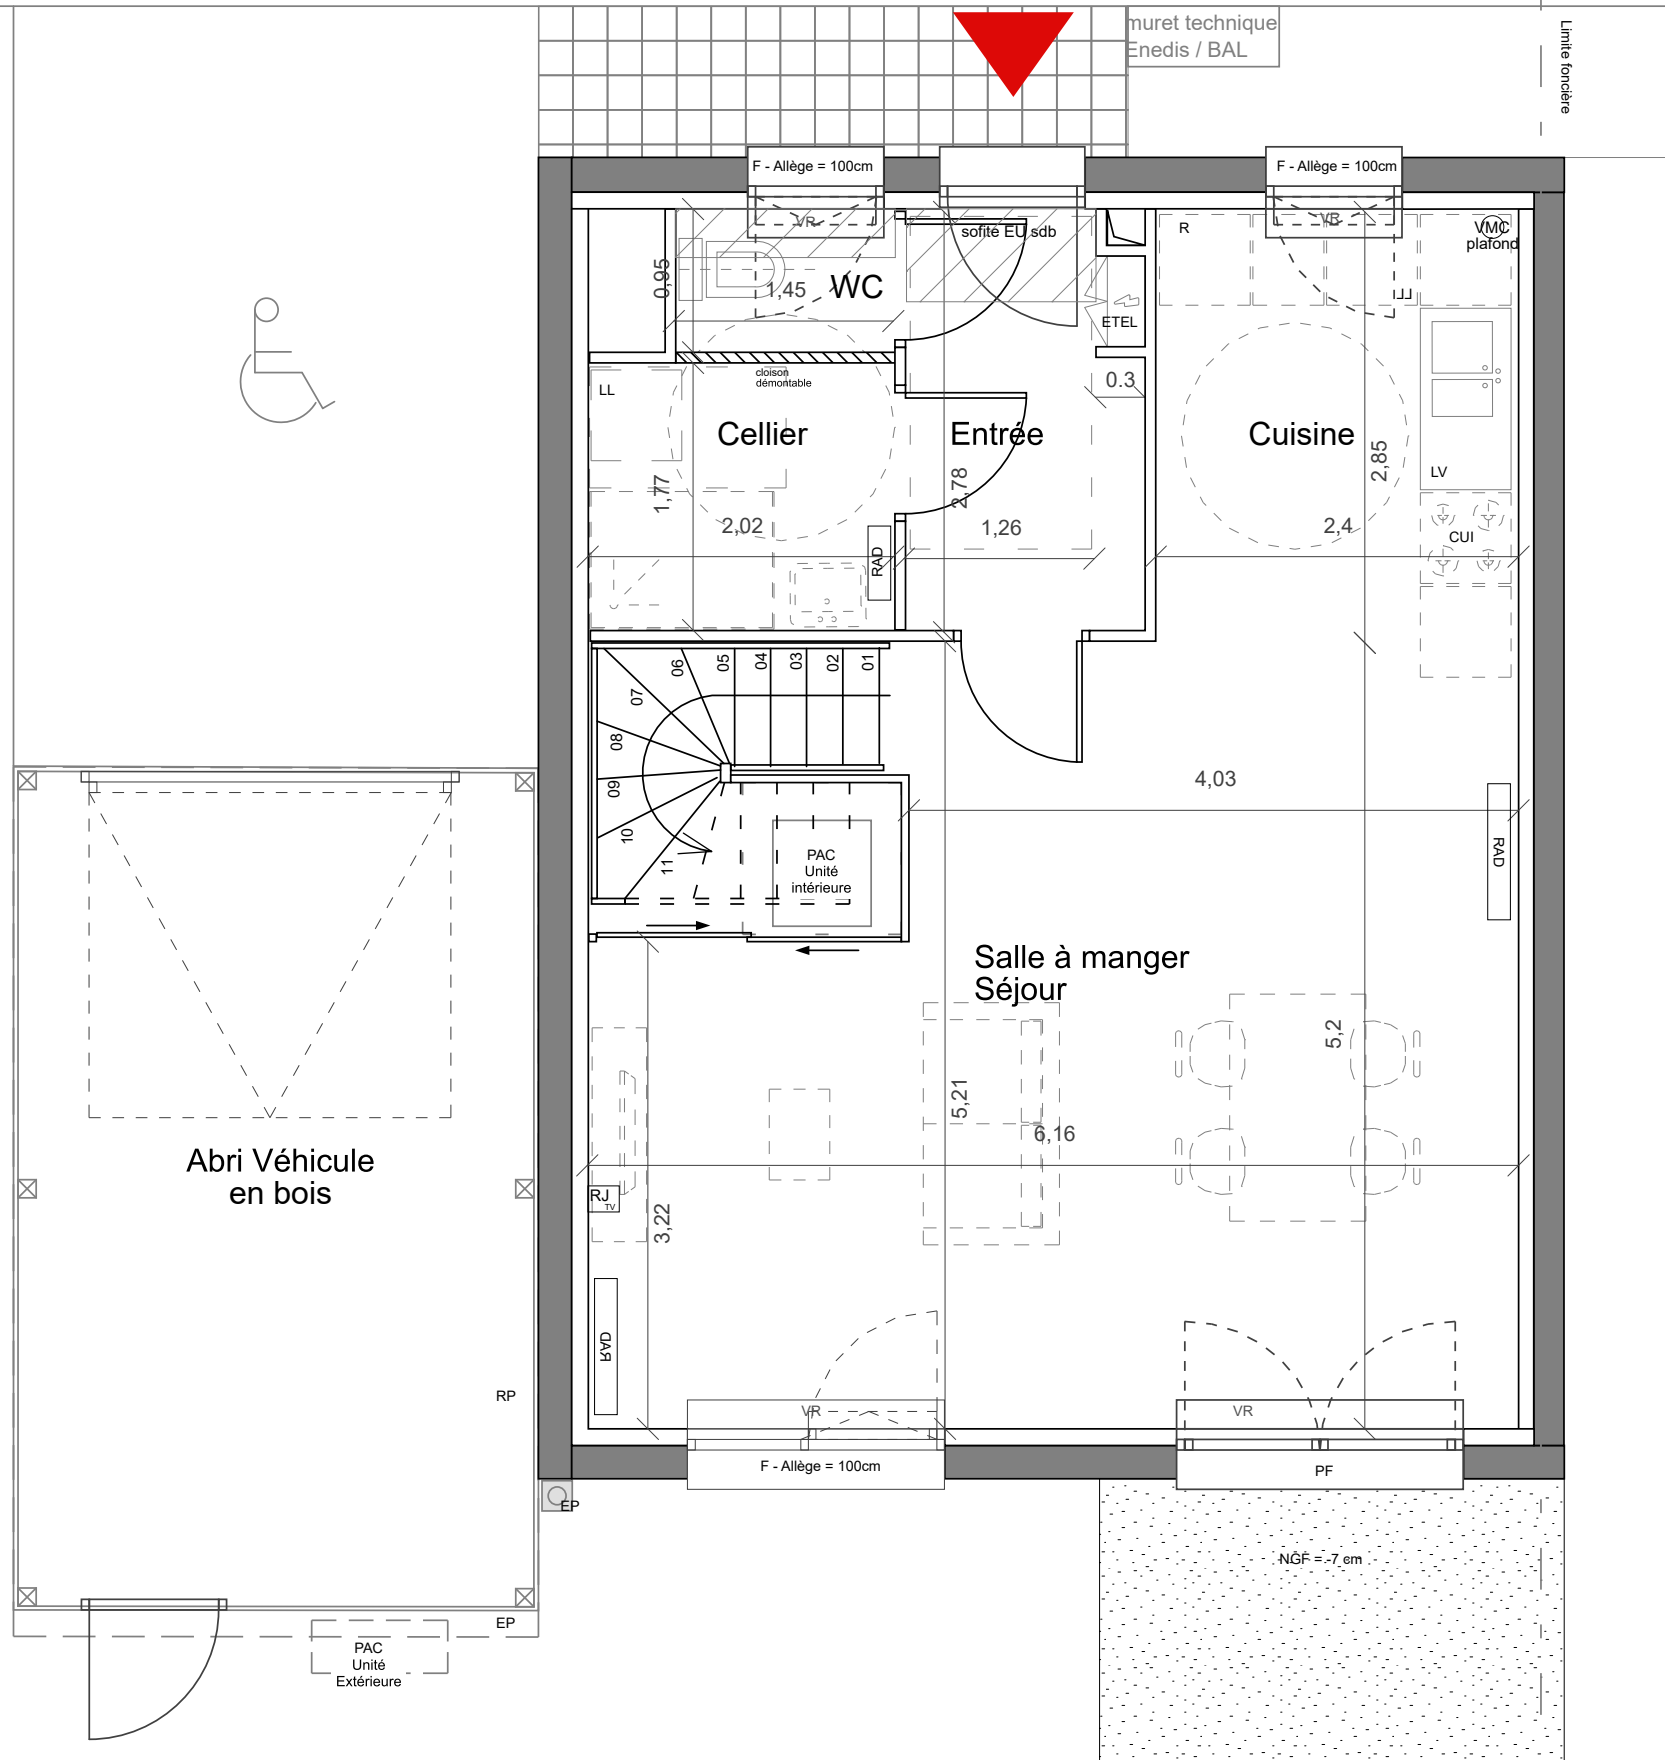 muret technique
Enedis / BAL
Limite foncière
F - Allège = 100cm
F - Allège = 100cm
VR
sofite EU sdb
R
VR
VMC
plafond
0,95
1,45
WC
ETEL
LL
cloison
démontable
0.3
LL
Cellier
Entrée
Cuisine
2,85
LV
1,77
2,78
2,02
1,26
2,4
CUI
RAD
01
02
03
04
05
06
07
08
09
10
11
4,03
PAC
Unité
intérieure
RAD
Salle à manger
Séjour
5,2
5,21
6,16
Abri Véhicule
en bois
RJ
TV
3,22
RAD
RP
VR
VR
F - Allège = 100cm
PF
EP
NGF = -7 cm
EP
PAC
Unité
Extérieure